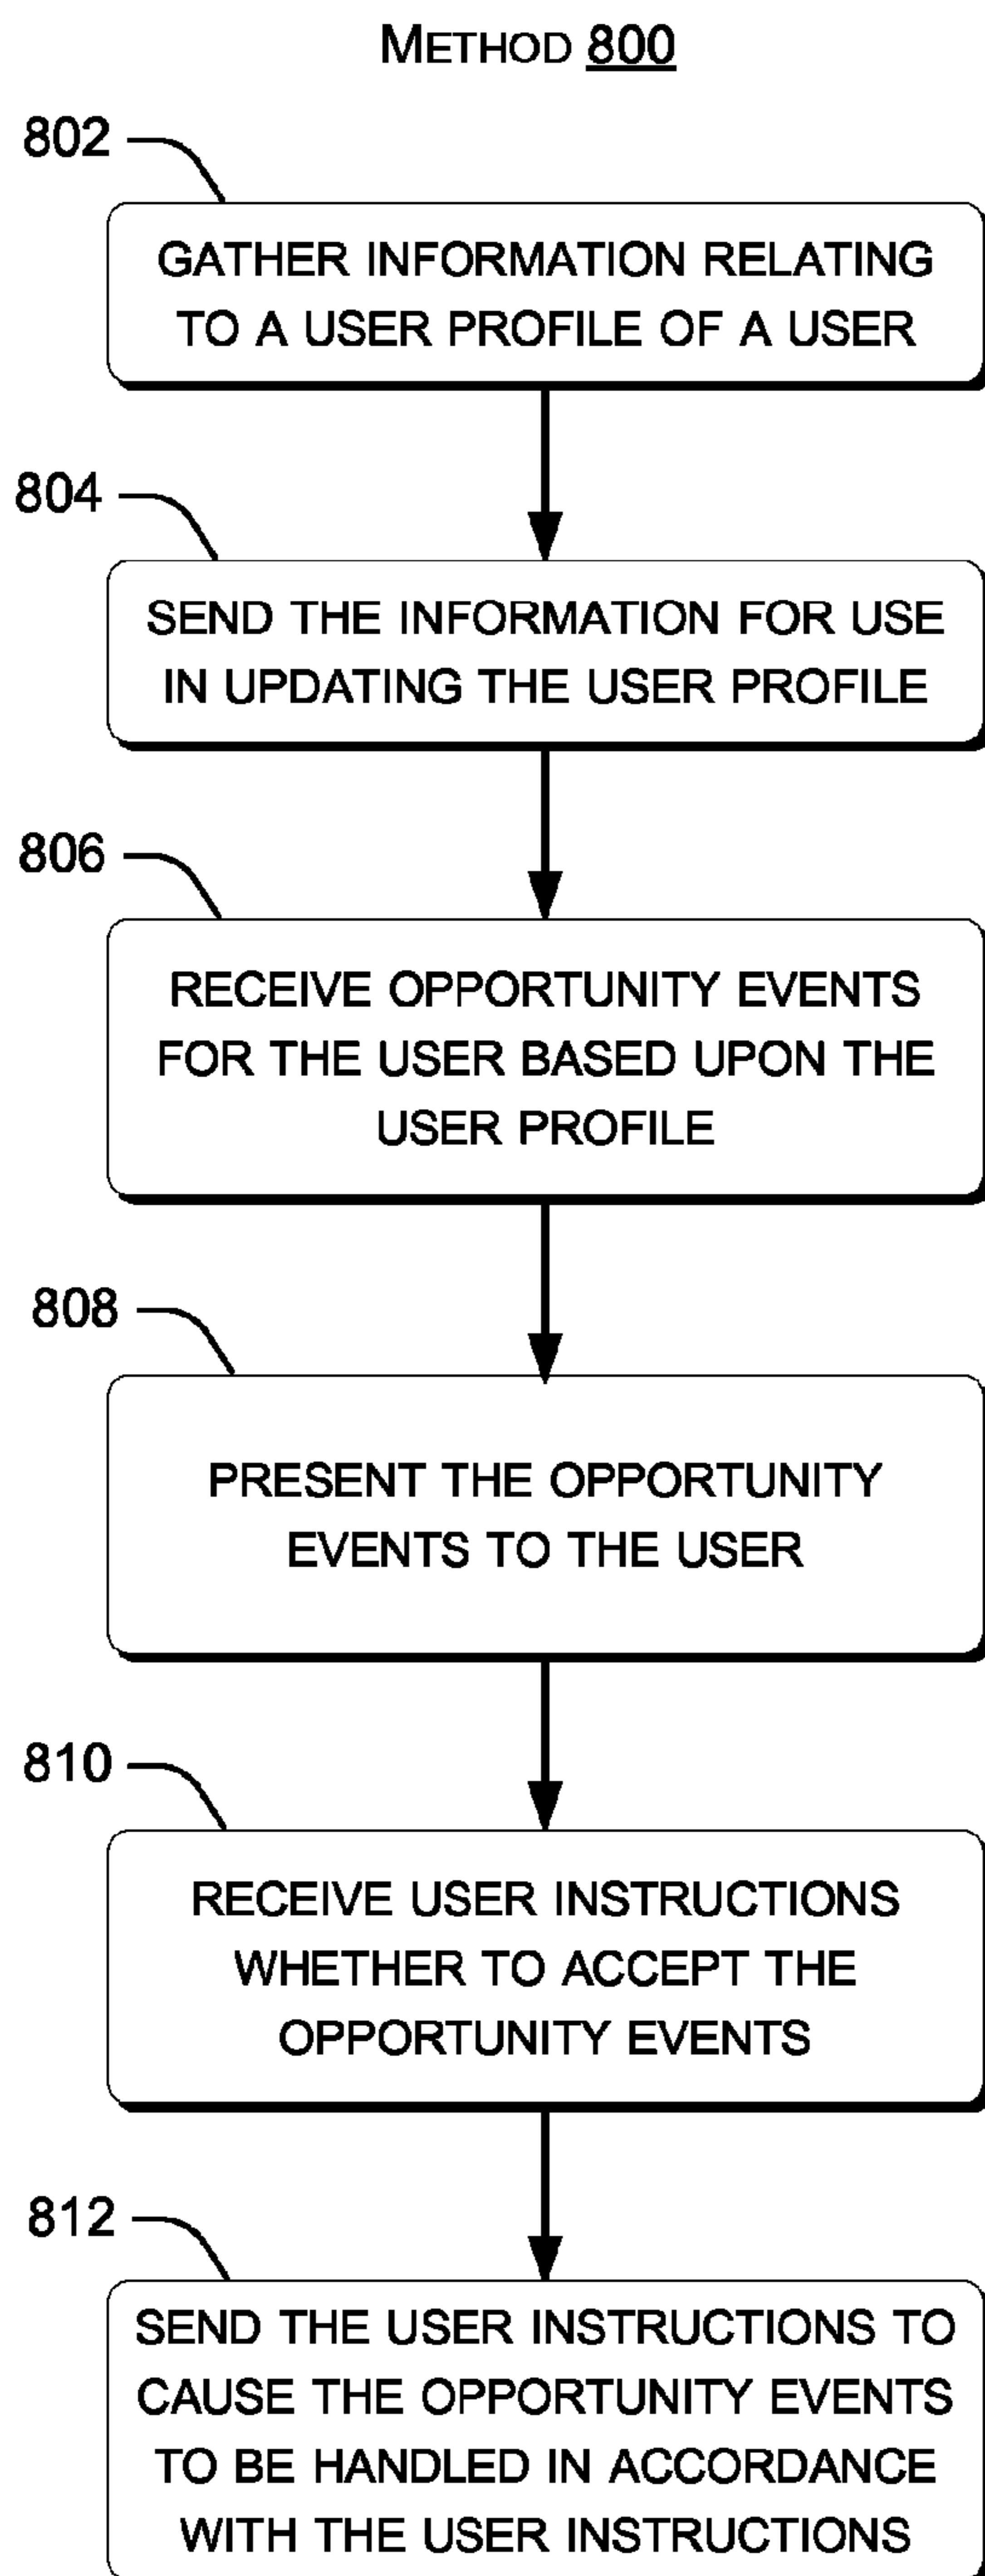 METHOD 800
802
GATHER INFORMATION RELATING
TO A USER PROFILE OF A USER
804
SEND THE INFORMATION FOR USE
IN UPDATING THE USER PROFILE
806
RECEIVE OPPORTUNITY EVENTS
FOR THE USER BASED UPON THE
USER PROFILE
808
PRESENT THE OPPORTUNITY
EVENTS TO THE USER
810
RECEIVE USER INSTRUCTIONS
WHETHER TO ACCEPT THE
OPPORTUNITY EVENTS
812
SEND THE USER INSTRUCTIONS TO
CAUSE THE OPPORTUNITY EVENTS
TO BE HANDLED IN ACCORDANCE
WITH THE USER INSTRUCTIONS